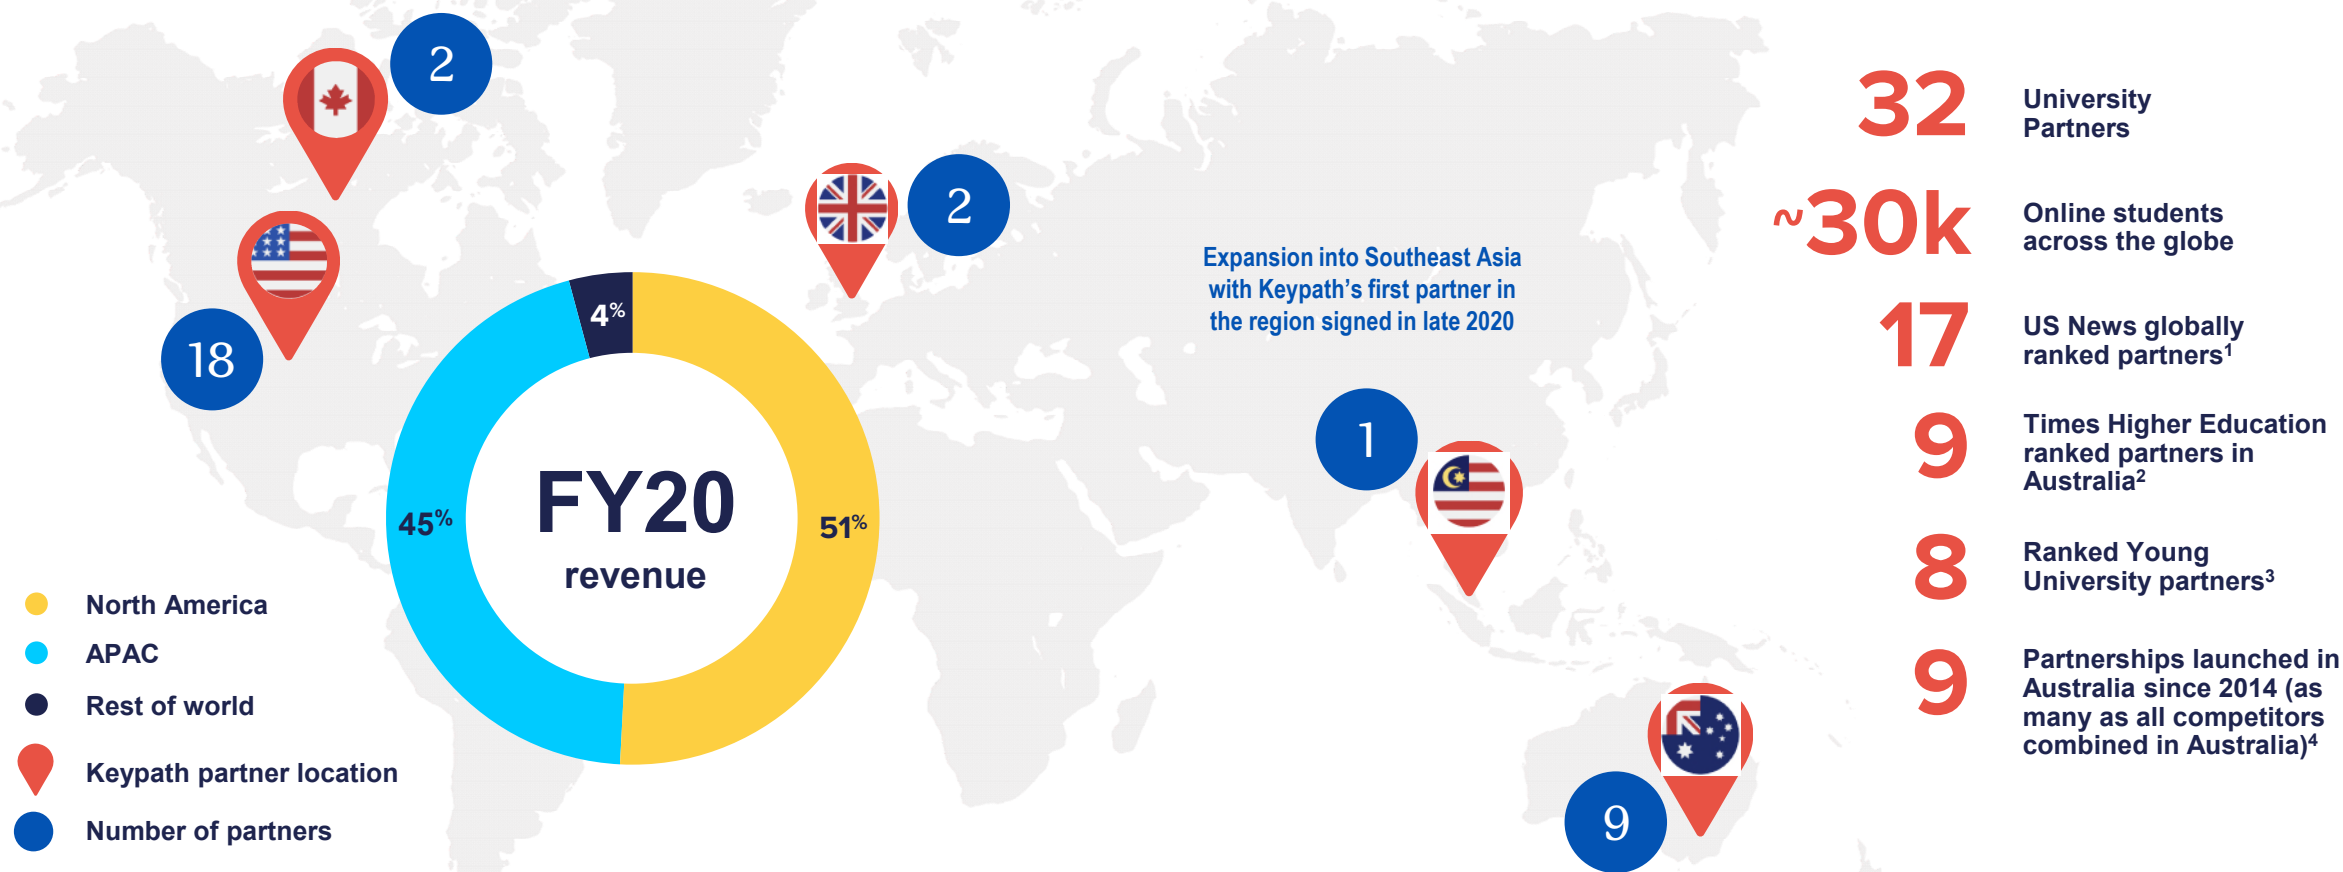 2
2
18
Expansion into Southeast Asia
with Keypath’s first partner in
the region signed in late 2020
1
9
4%
45%
51%
FY20
revenue
North America
APAC
Rest of world
Keypath partner location
Number of partners
32
University
Partners
~30k
Online students
across the globe
17
US News globally
ranked partners¹
9
Times Higher Education
ranked partners in
Australia²
8
Ranked Young
University partners³
9
Partnerships launched in
Australia since 2014 (as
many as all competitors
combined in Australia)⁴